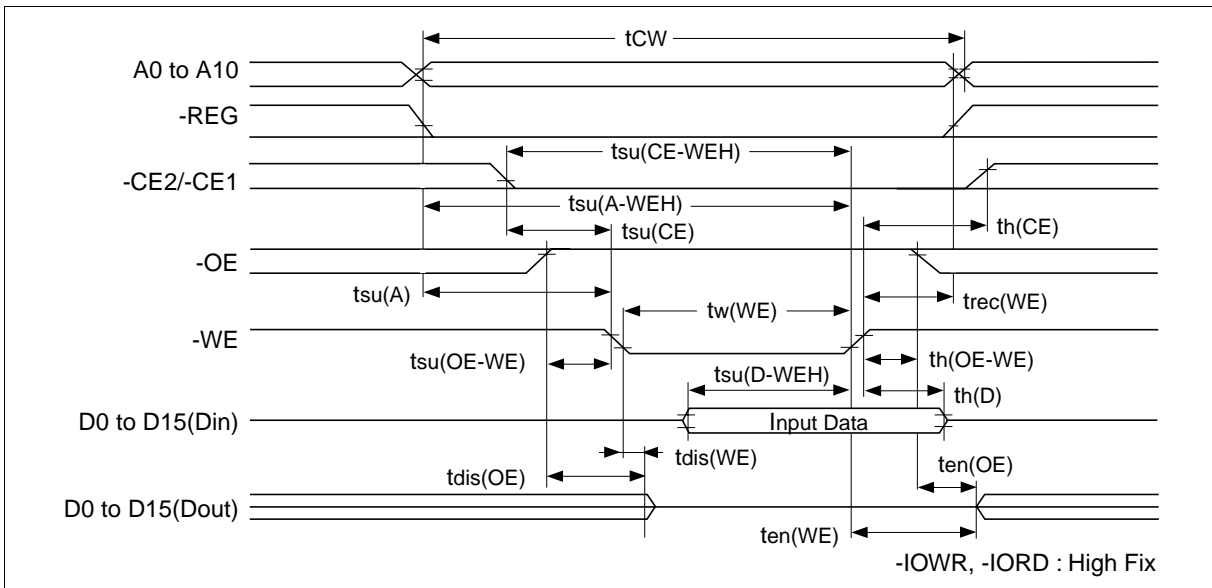 tCW
A0 to A10
-REG
tsu(CE-WEH)
-CE2/-CE1
tsu(A-WEH)
tsu(CE)
th(CE)
-OE
tsu(A)
trec(WE)
tw(WE)
-WE
tsu(OE-WE)
th(OE-WE)
tsu(D-WEH)
th(D)
D0 to D15(Din)
Input Data
tdis(WE)
tdis(OE)
ten(OE)
D0 to D15(Dout)
ten(WE)
-IOWR, -IORD : High Fix